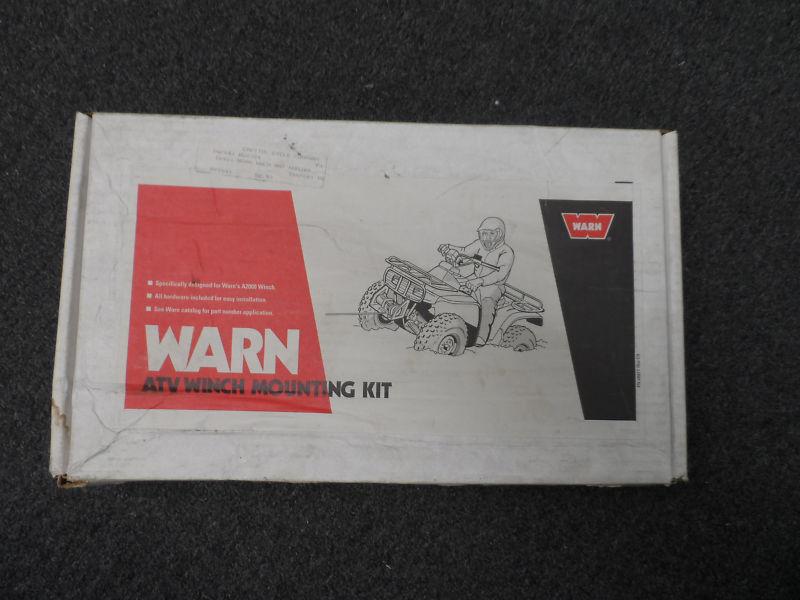 WARN
■ Specifically designed for Warn's A2000 Winch.
■ All hardware included for easy installation.
■ See Warn catalog for part number application.
WARN
ATV WINCH MOUNTING KIT